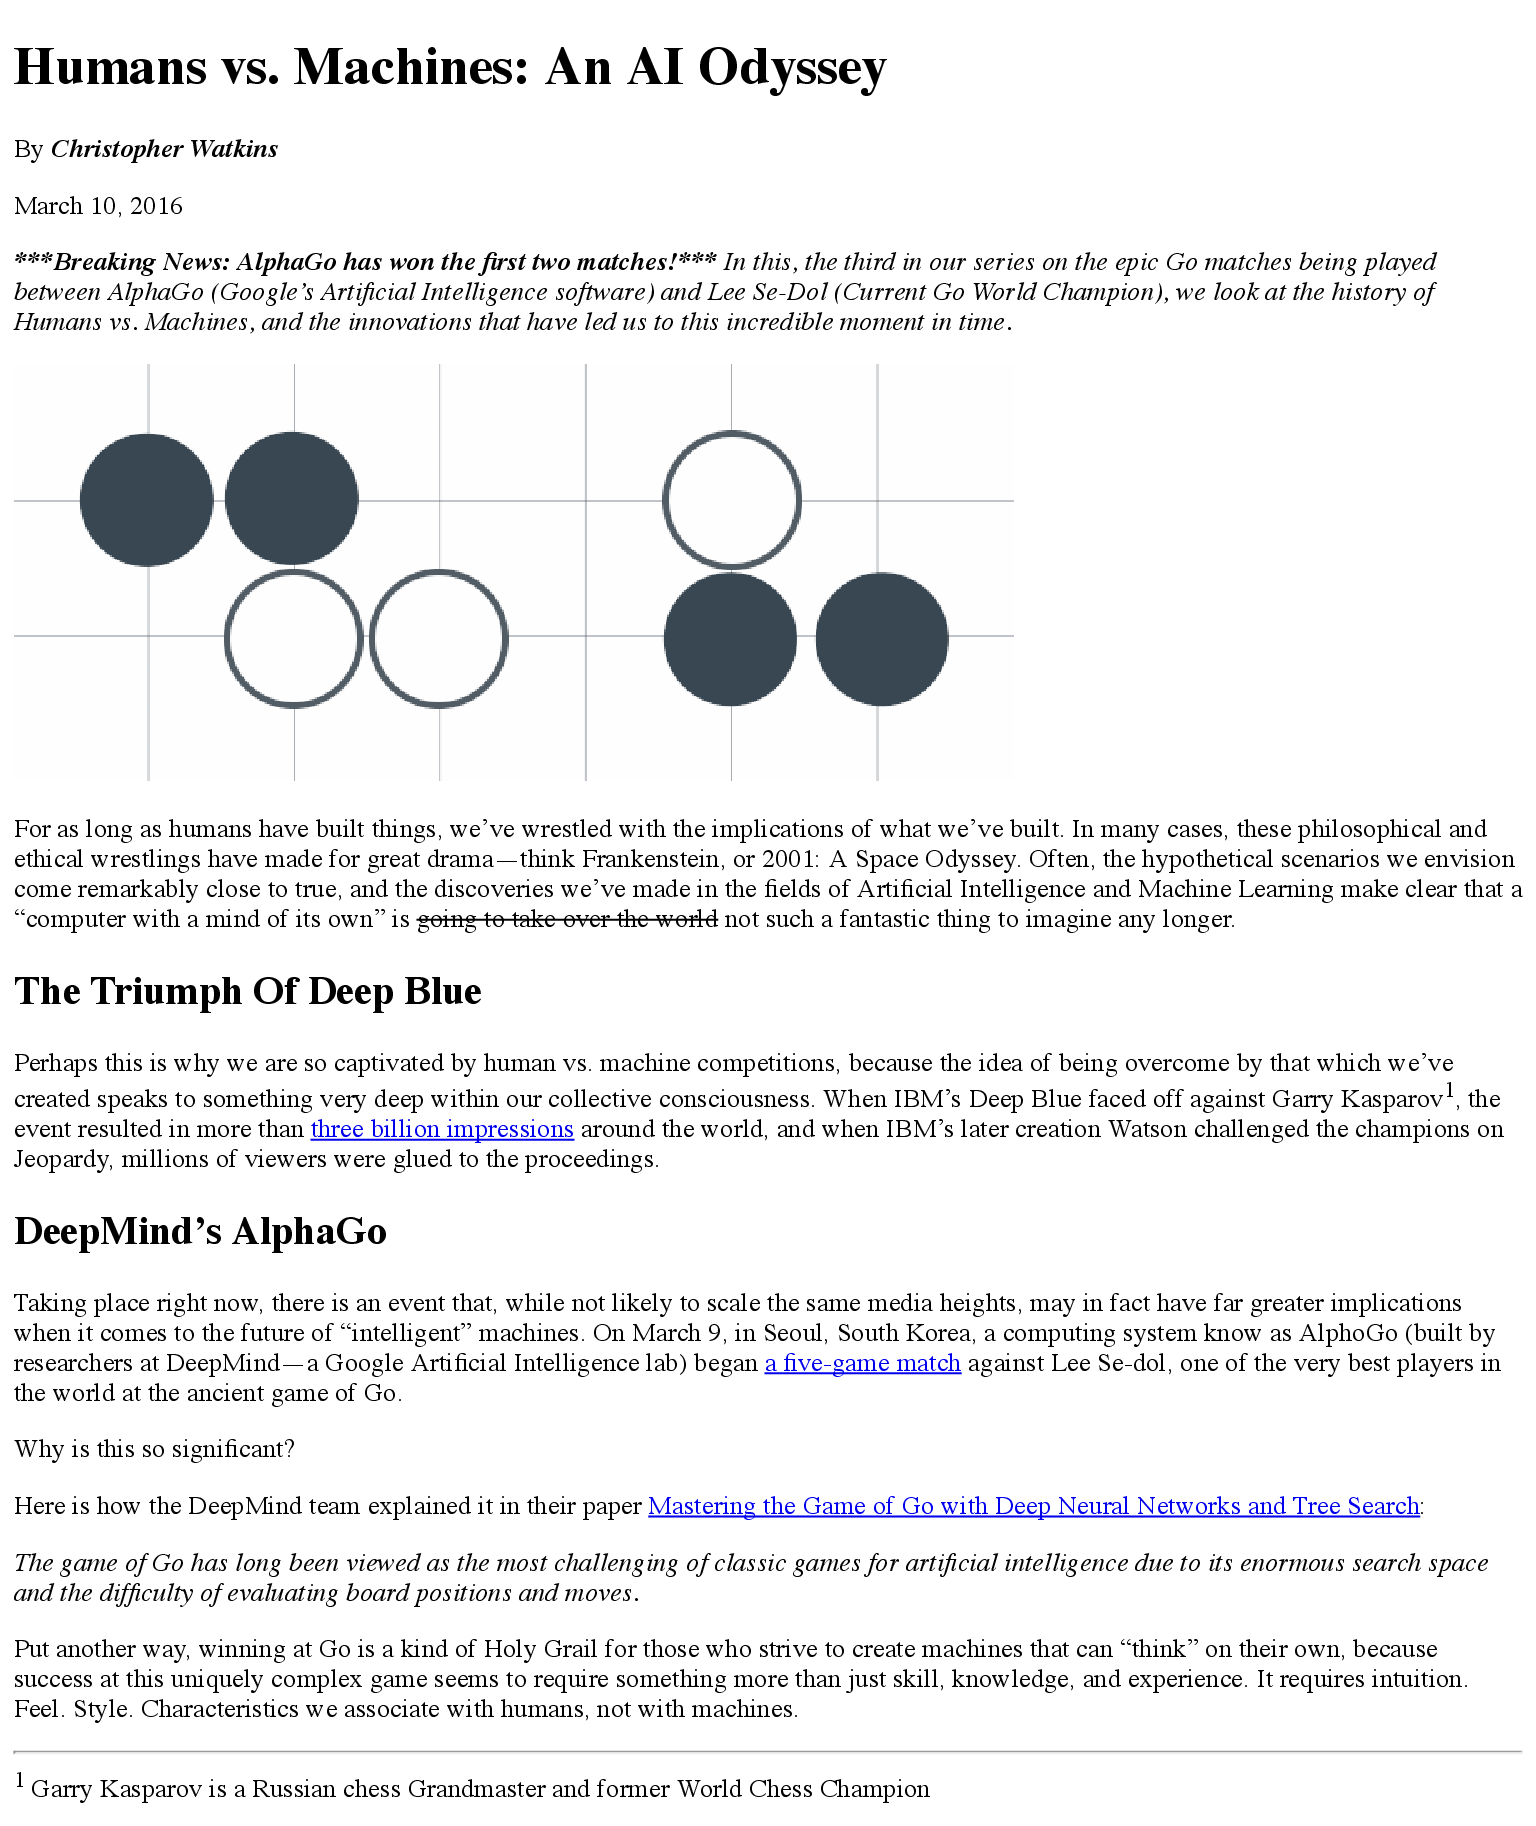 Humans vs. Machines: An AI Odyssey
By Christopher Watkins
March 10, 2016
***Breaking News: AlphaGo has won the first two matches!*** In this, the third in our series on the epic Go matches being played
between AlphaGo (Google’s Artificial Intelligence software) and Lee Se-Dol (Current Go World Champion), we look at the history of
Humans vs. Machines, and the innovations that have led us to this incredible moment in time.
For as long as humans have built things, we’ve wrestled with the implications of what we’ve built. In many cases, these philosophical and
ethical wrestlings have made for great drama—think Frankenstein, or 2001: A Space Odyssey. Often, the hypothetical scenarios we envision
come remarkably close to true, and the discoveries we’ve made in the fields of Artificial Intelligence and Machine Learning make clear that a
“computer with a mind of its own” is going to take over the world not such a fantastic thing to imagine any longer.
The Triumph Of Deep Blue
Perhaps this is why we are so captivated by human vs. machine competitions, because the idea of being overcome by that which we’ve
created speaks to something very deep within our collective consciousness. When IBM’s Deep Blue faced off against Garry Kasparov1, the
event resulted in more than three billion impressions around the world, and when IBM’s later creation Watson challenged the champions on
Jeopardy, millions of viewers were glued to the proceedings.
DeepMind’s AlphaGo
Taking place right now, there is an event that, while not likely to scale the same media heights, may in fact have far greater implications
when it comes to the future of “intelligent” machines. On March 9, in Seoul, South Korea, a computing system know as AlphoGo (built by
researchers at DeepMind—a Google Artificial Intelligence lab) began a five-game match against Lee Se-dol, one of the very best players in
the world at the ancient game of Go.
Why is this so significant?
Here is how the DeepMind team explained it in their paper Mastering the Game of Go with Deep Neural Networks and Tree Search:
The game of Go has long been viewed as the most challenging of classic games for artificial intelligence due to its enormous search space
and the difficulty of evaluating board positions and moves.
Put another way, winning at Go is a kind of Holy Grail for those who strive to create machines that can “think” on their own, because
success at this uniquely complex game seems to require something more than just skill, knowledge, and experience. It requires intuition.
Feel. Style. Characteristics we associate with humans, not with machines.
1 Garry Kasparov is a Russian chess Grandmaster and former World Chess Champion